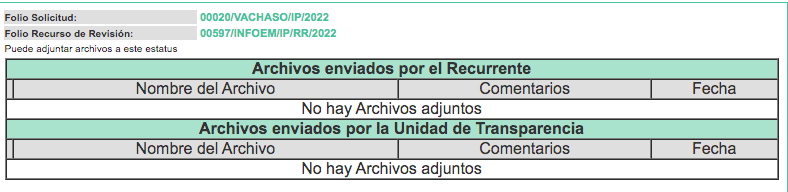 Folio Solicitud: 00020/VACHASO/IP/2022
Folio Recurso de Revisión: 00597/INFOEM/IP/RR/2022
Puede adjuntar archivos a este estatus
Archivos enviados por el Recurrente
Nombre del Archivo Comentarios Fecha
No hay Archivos adjuntos
Archivos enviados por la Unidad de Transparencia
Nombre del Archivo Comentarios Fecha
No hay Archivos adjuntos